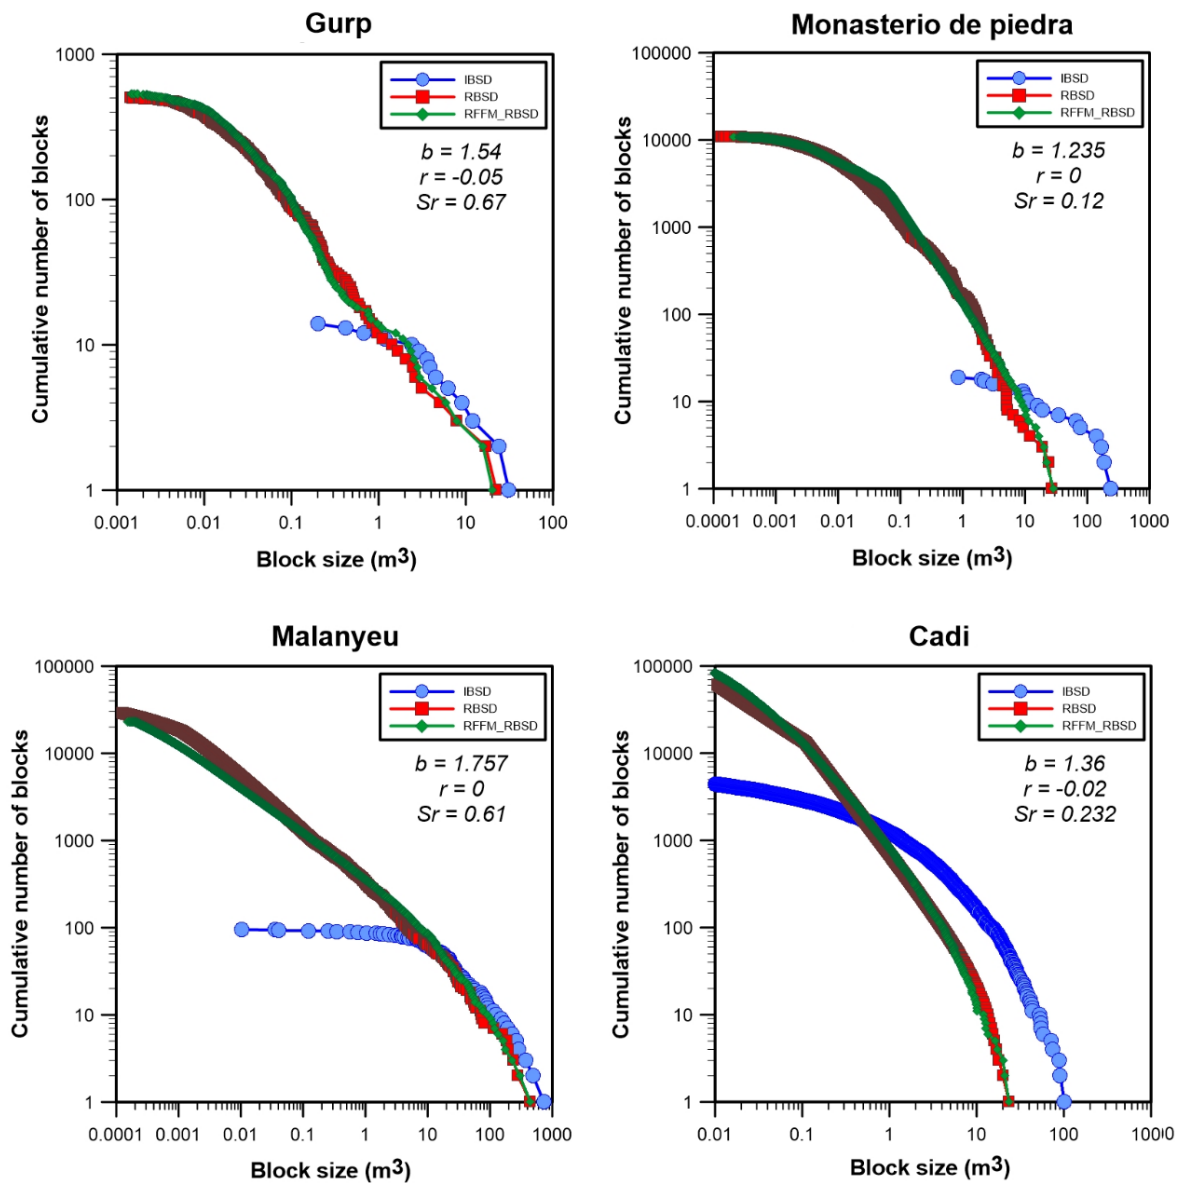 Gurp
1000
100
10
1
Cumulative number of blocks
IBSD
RBSD
RFFM_RBSD
b = 1.54
r = -0.05
Sr = 0.67
0.001 0.01 0.1 1 10 100
Block size (m³)
Monasterio de piedra
100000
10000
1000
100
10
1
Cumulative number of blocks
IBSD
RBSD
RFFM_RBSD
b = 1.235
r = 0
Sr = 0.12
0.0001 0.001 0.01 0.1 1 10 100 1000
Block size (m³)
Malanyeu
100000
10000
1000
100
10
1
Cumulative number of blocks
IBSD
RBSD
RFFM_RBSD
b = 1.757
r = 0
Sr = 0.61
0.0001 0.001 0.01 0.1 1 10 100 1000
Block size (m³)
Cadi
100000
10000
1000
100
10
1
Cumulative number of blocks
IBSD
RBSD
RFFM_RBSD
b = 1.36
r = -0.02
Sr = 0.232
0.01 0.1 1 10 100 1000
Block size (m³)